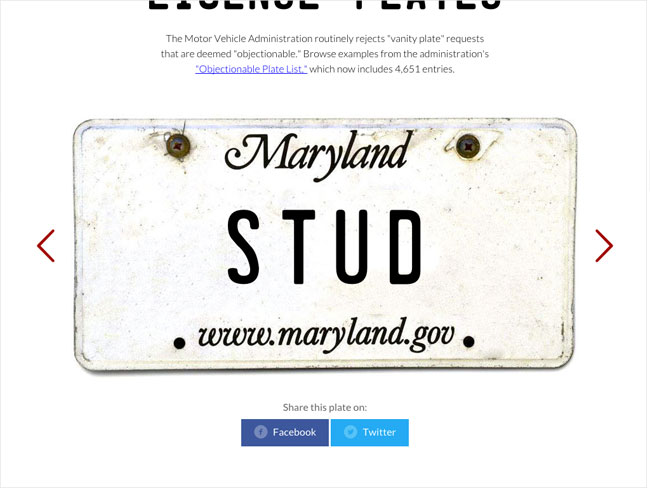 LICENSE PLATES
The Motor Vehicle Administration routinely rejects "vanity plate" requests
that are deemed "objectionable." Browse examples from the administration's
"Objectionable Plate List," which now includes 4,651 entries.
Maryland
STUD
www.maryland.gov
Share this plate on:
Facebook
Twitter